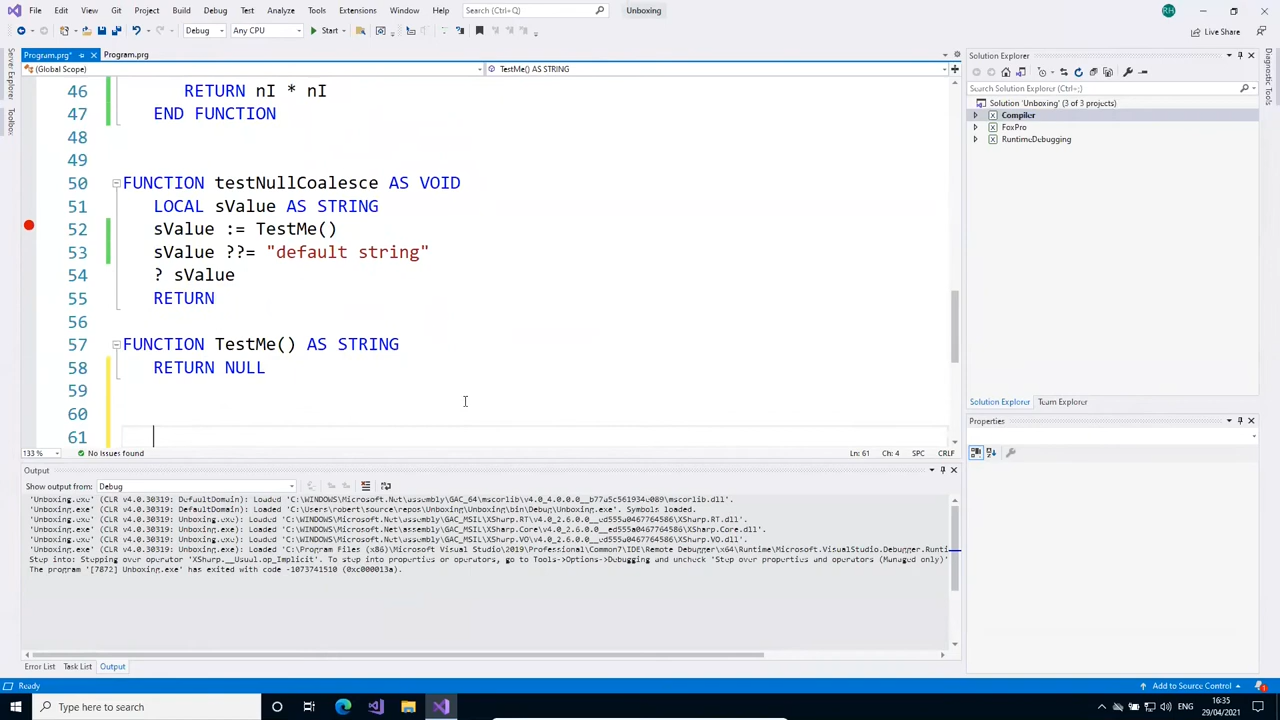 File Edit View Git Project Build Debug Test Analyze Tools Extensions Window Help Search (Ctrl+Q) Unboxing RH
Debug Any CPU Start Live Share
Program.prg* Program.prg
(Global Scope) TestMe() AS STRING
46 RETURN nI * nI
47 END FUNCTION
48
49
50 FUNCTION testNullCoalesce AS VOID
51 LOCAL sValue AS STRING
52 sValue := TestMe()
53 sValue ??= "default string"
54 ? sValue
55 RETURN
56
57 FUNCTION TestMe() AS STRING
58 RETURN NULL
59
60
61
133 % No issues found Ln: 61 Ch: 4 SPC CRLF
Output
Show output from: Debug
'Unboxing.exe' (CLR v4.0.30319: DefaultDomain): Loaded 'C:\WINDOWS\Microsoft.Net\assembly\GAC_64\mscorlib\v4.0_4.0.0.0__b77a5c561934e089\mscorlib.dll'.
'Unboxing.exe' (CLR v4.0.30319: DefaultDomain): Loaded 'C:\Users\robert\source\repos\Unboxing\Unboxing\bin\Debug\Unboxing.exe'. Symbols loaded.
'Unboxing.exe' (CLR v4.0.30319: Unboxing.exe): Loaded 'C:\WINDOWS\Microsoft.Net\assembly\GAC_MSIL\XSharp.RT\v4.0_2.6.0.0__ed555a0467764586\XSharp.RT.dll'.
'Unboxing.exe' (CLR v4.0.30319: Unboxing.exe): Loaded 'C:\WINDOWS\Microsoft.Net\assembly\GAC_MSIL\XSharp.Core\v4.0_2.6.0.0__ed555a0467764586\XSharp.Core.dll'.
'Unboxing.exe' (CLR v4.0.30319: Unboxing.exe): Loaded 'C:\WINDOWS\Microsoft.Net\assembly\GAC_MSIL\XSharp.VO\v4.0_2.6.0.0__ed555a0467764586\XSharp.VO.dll'.
'Unboxing.exe' (CLR v4.0.30319: Unboxing.exe): Loaded 'C:\Program Files (x86)\Microsoft Visual Studio\2019\Professional\Common7\IDE\Remote Debugger\x64\Runtime\Microsoft.VisualStudio.Debugger.Runti
Step into: Stepping over operator 'XSharp.__Usual.op_Implicit'. To step into properties or operators, go to Tools->Options->Debugging and uncheck 'Step over properties and operators (Managed only)'
The program '[7872] Unboxing.exe' has exited with code -1073741510 (0xc000013a).
Error List Task List Output
Server Explorer
Toolbox
Solution Explorer
Search Solution Explorer (Ctrl+;)
Solution 'Unboxing' (3 of 3 projects)
Compiler
FoxPro
RuntimeDebugging
Solution Explorer Team Explorer
Properties
Diagnostic Tools
Ready Add to Source Control 1
Type here to search ENG 16:35
29/04/2021